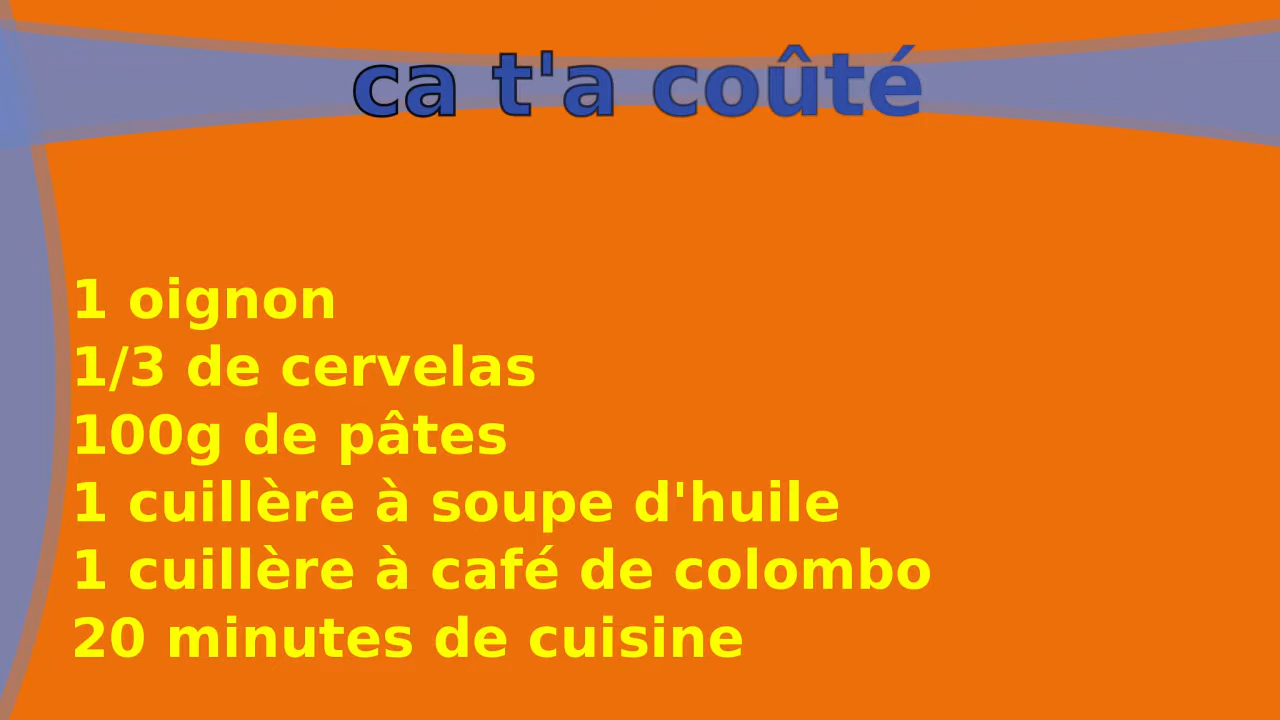 ca t'a coûté
1 oignon
1/3 de cervelas
100g de pâtes
1 cuillère à soupe d'huile
1 cuillère à café de colombo
20 minutes de cuisine